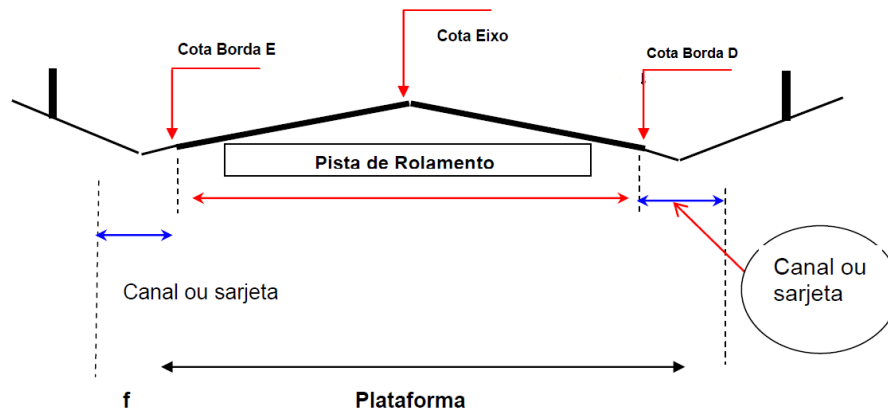 Cota Borda E
Cota Eixo
Cota Borda D
Pista de Rolamento
Canal ou sarjeta
Canal ou
sarjeta
f
Plataforma